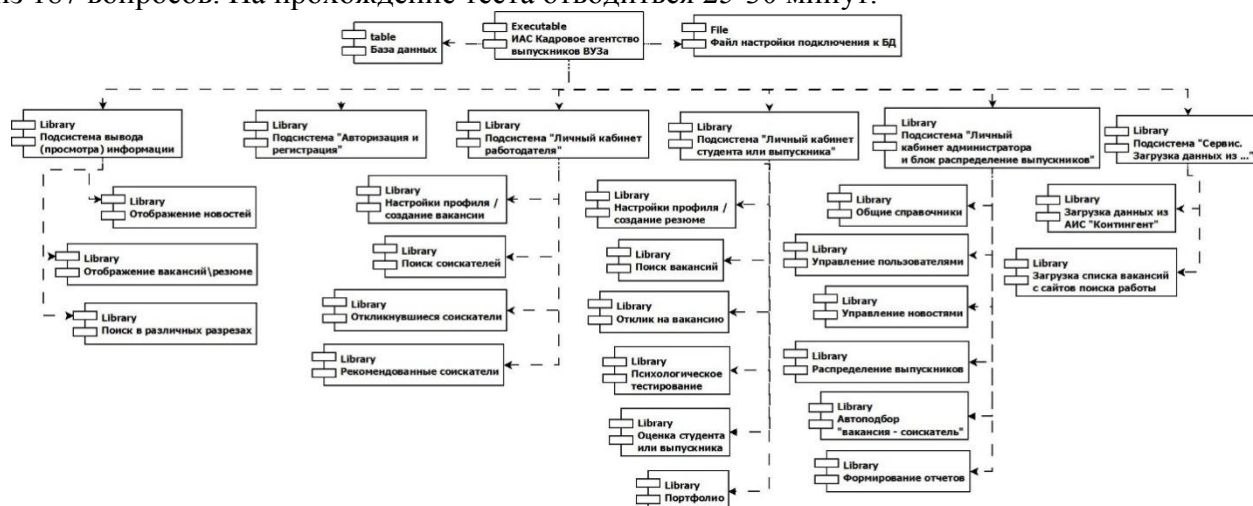 из 187 вопросов. На прохождение теста отводиться 25-30 минут.
table
База данных
Executable
ИАС Кадровое агентство
выпускников ВУЗа
File
Файл настройки подключения к БД
Library
Подсистема вывода
(просмотра) информации
Library
Подсистема "Авторизация и
регистрация"
Library
Подсистема "Личный кабинет
работодателя"
Library
Подсистема "Личный кабинет
студента или выпускника"
Library
Подсистема "Личный
кабинет администратора
и блок распределение выпускников"
Library
Подсистема "Сервис.
Загрузка данных из ..."
Library
Отображение новостей
Library
Отображение вакансий\резюме
Library
Поиск в различных разрезах
Library
Настройки профиля /
создание вакансии
Library
Поиск соискателей
Library
Откликнувшиеся соискатели
Library
Рекомендованные соискатели
Library
Настройки профиля /
создание резюме
Library
Поиск вакансий
Library
Отклик на вакансию
Library
Психологическое
тестирование
Library
Оценка студента
или выпускника
Library
Портфолио
Library
Общие справочники
Library
Управление пользователями
Library
Управление новостями
Library
Распределение выпускников
Library
Автоподбор
"вакансия - соискатель"
Library
Формирование отчетов
Library
Загрузка данных из
АИС "Контингент"
Library
Загрузка списка вакансий
с сайтов поиска работы